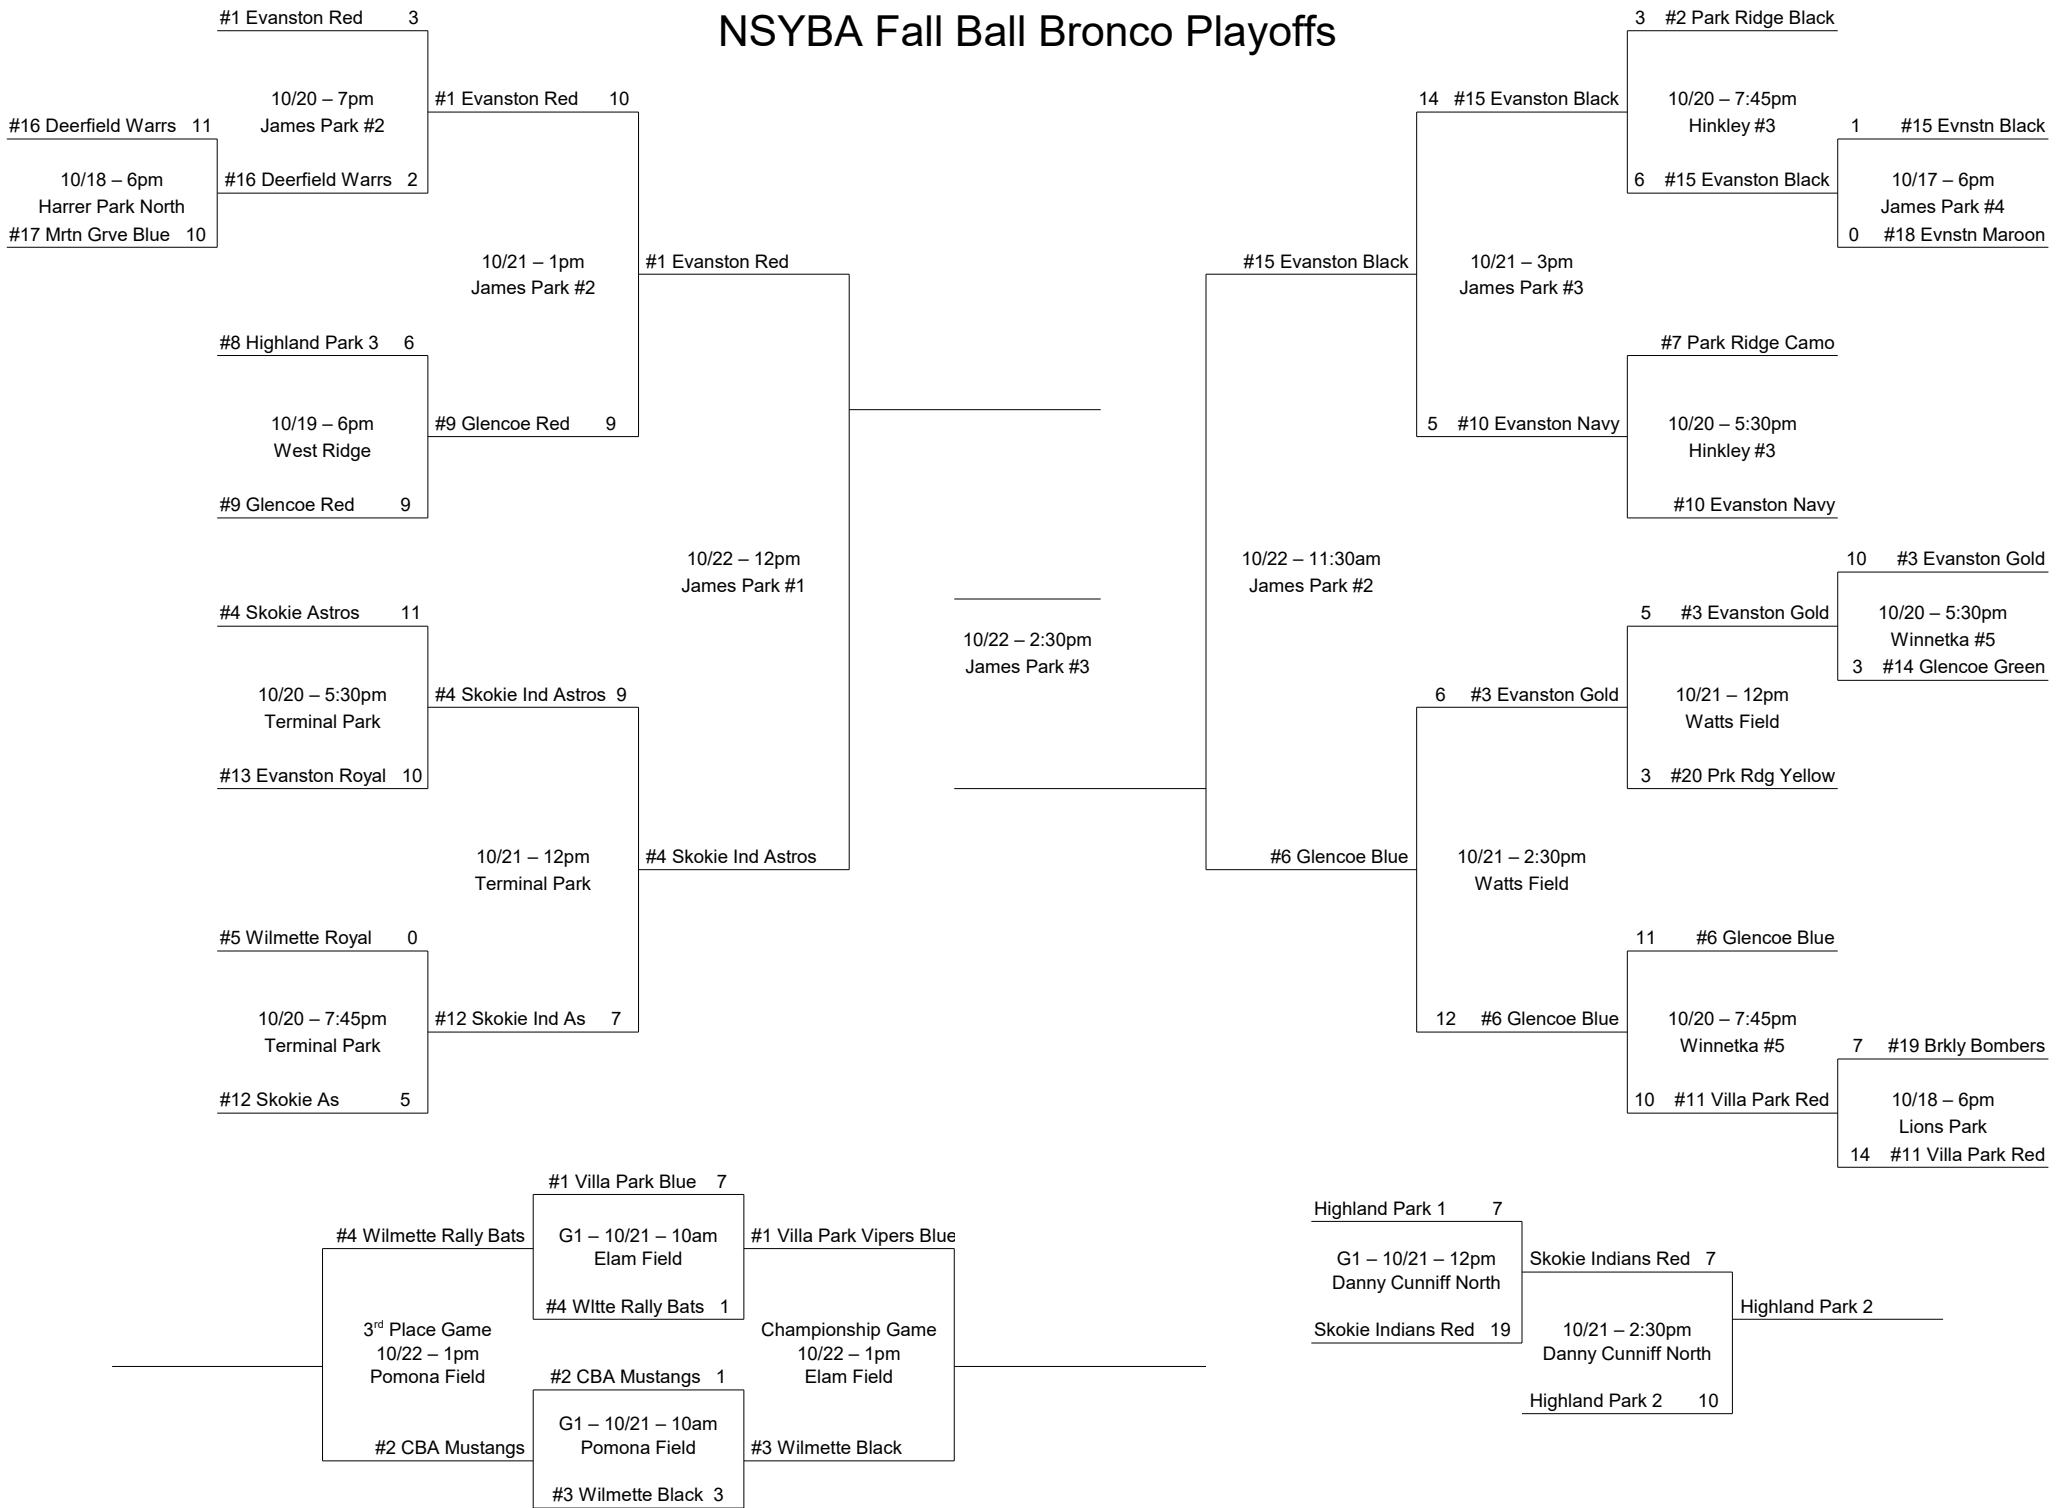 NSYBA Fall Ball Bronco Playoffs
#1 Evanston Red 3
10/20 – 7pm
James Park #2
#16 Deerfield Warrs 11
10/18 – 6pm
Harrer Park North
#17 Mrtn Grve Blue 10
#16 Deerfield Warrs 2
#1 Evanston Red 10
10/21 – 1pm
James Park #2
#1 Evanston Red
#8 Highland Park 3 6
10/19 – 6pm
West Ridge
#9 Glencoe Red 9
#9 Glencoe Red 9
10/22 – 12pm
James Park #1
#4 Skokie Astros 11
10/20 – 5:30pm
Terminal Park
#4 Skokie Ind Astros 9
#13 Evanston Royal 10
10/21 – 12pm
Terminal Park
#4 Skokie Ind Astros
#5 Wilmette Royal 0
10/20 – 7:45pm
Terminal Park
#12 Skokie Ind As 7
#12 Skokie As 5
10/22 – 2:30pm
James Park #3
3 #2 Park Ridge Black
14 #15 Evanston Black
10/20 – 7:45pm
Hinkley #3
1 #15 Evnstn Black
6 #15 Evanston Black
10/17 – 6pm
James Park #4
0 #18 Evnstn Maroon
#15 Evanston Black
10/21 – 3pm
James Park #3
#7 Park Ridge Camo
5 #10 Evanston Navy
10/20 – 5:30pm
Hinkley #3
#10 Evanston Navy
10/22 – 11:30am
James Park #2
10 #3 Evanston Gold
5 #3 Evanston Gold
10/20 – 5:30pm
Winnetka #5
3 #14 Glencoe Green
6 #3 Evanston Gold
10/21 – 12pm
Watts Field
3 #20 Prk Rdg Yellow
#6 Glencoe Blue
10/21 – 2:30pm
Watts Field
11 #6 Glencoe Blue
12 #6 Glencoe Blue
10/20 – 7:45pm
Winnetka #5
7 #19 Brkly Bombers
10 #11 Villa Park Red
10/18 – 6pm
Lions Park
14 #11 Villa Park Red
#1 Villa Park Blue 7
#4 Wilmette Rally Bats
G1 – 10/21 – 10am
Elam Field
#1 Villa Park Vipers Blue
#4 Wltte Rally Bats 1
3rd Place Game
10/22 – 1pm
Pomona Field
Championship Game
10/22 – 1pm
Elam Field
#2 CBA Mustangs 1
G1 – 10/21 – 10am
Pomona Field
#2 CBA Mustangs
#3 Wilmette Black
#3 Wilmette Black 3
Highland Park 1 7
G1 – 10/21 – 12pm
Danny Cunniff North
Skokie Indians Red 7
Skokie Indians Red 19
10/21 – 2:30pm
Danny Cunniff North
Highland Park 2
Highland Park 2 10